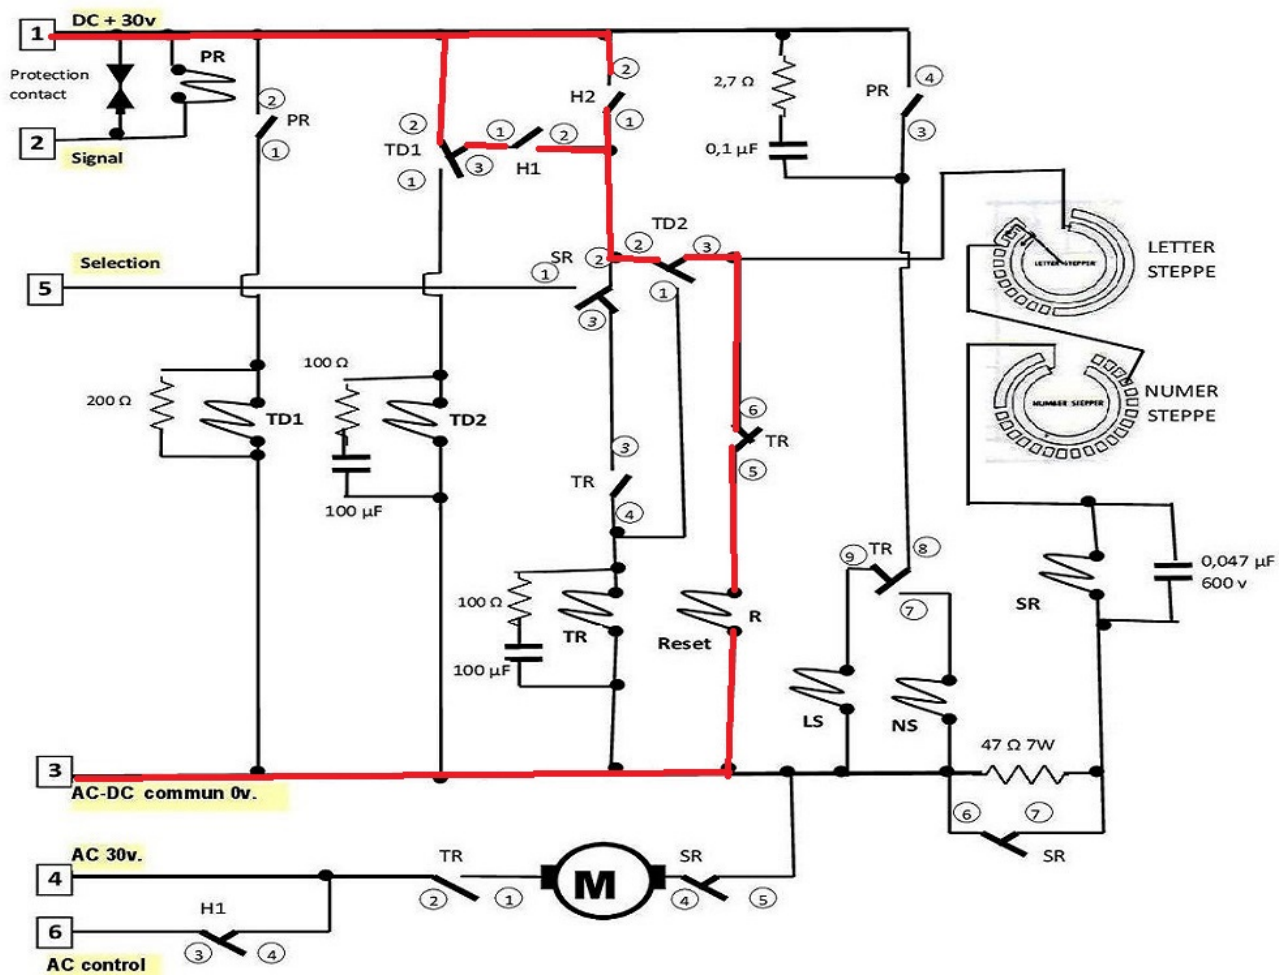 DC + 30v
1
PR
Protection
contact
2
Signal
2
PR
1
2
TD1
1
3
1
2
H1
2
H2
1
2,7 Ω
0,1 µF
4
PR
3
Selection
5
SR
1
2
3
TD2
2
3
1
LETTER STEPPER
LETTER
STEPPE
NUMBER STEPPER
NUMER
STEPPE
200 Ω
TD1
100 Ω
TD2
100 µF
3
TR
4
6
TR
5
100 Ω
TR
100 µF
R
Reset
9
TR
8
7
LS
NS
SR
0,047 µF
600 v
47 Ω 7W
6
7
SR
3
AC-DC commun 0v.
AC 30v.
4
TR
2
1
M
SR
4
5
H1
3
4
6
AC control